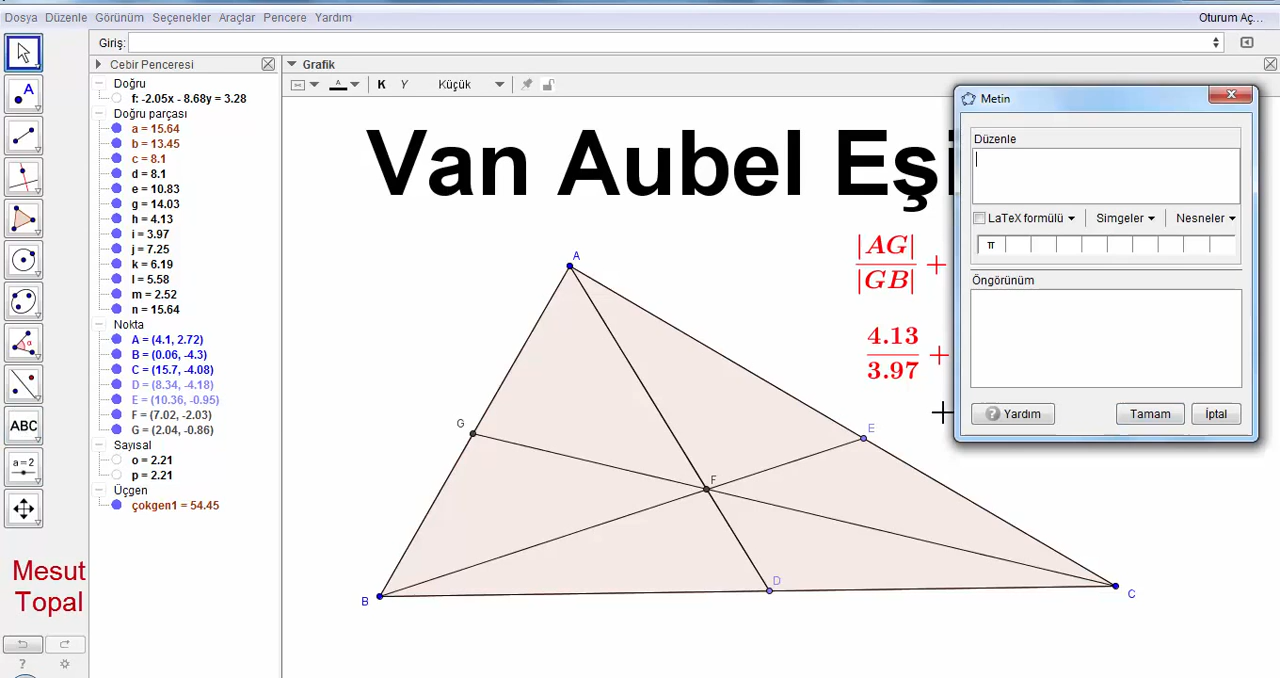 Dosya Düzenle Görünüm Seçenekler Araçlar Pencere Yardım
Oturum Aç...
Giriş:
Cebir Penceresi
Doğru
f: -2.05x - 8.68y = 3.28
Doğru parçası
a = 15.64
b = 13.45
c = 8.1
d = 8.1
e = 10.83
g = 14.03
h = 4.13
i = 3.97
j = 7.25
k = 6.19
l = 5.58
m = 2.52
n = 15.64
Nokta
A = (4.1, 2.72)
B = (0.06, -4.3)
C = (15.7, -4.08)
D = (8.34, -4.18)
E = (10.36, -0.95)
F = (7.02, -2.03)
G = (2.04, -0.86)
Sayısal
o = 2.21
p = 2.21
Üçgen
çokgen1 = 54.45
ABC
a=2
Mesut
Topal
?
Grafik
A K Y Küçük
Van Aubel Eşi
|AG|
|GB|
+
4.13
3.97
+
A
G
E
F
D
B
C
Metin
Düzenle
LaTeX formülü Simgeler Nesneler
π
Öngörünüm
? Yardım Tamam İptal